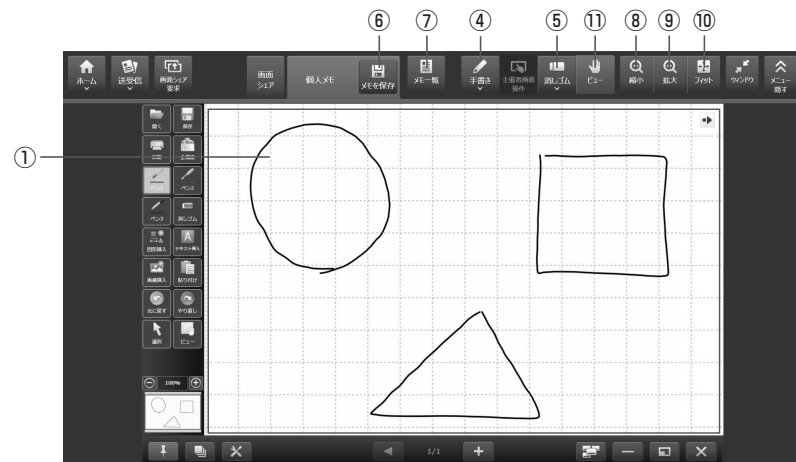 ⑥ ⑦ ④ ⑤ ⑪ ⑧ ⑨ ⑩
ホーム 送受信 画面シェア要求 画面シェア 個人メモ メモを保存 メモ一覧 手書き 主催者画面操作 消しゴム ビュー 縮小 拡大 フィット ウィンドウ メニュー隠す
①
開く 保存
印刷
ペン1 ペン2
ペン3 消しゴム
図形挿入 テキスト挿入
画像挿入 貼り付け
元に戻す やり直し
選択 ビュー
100%
1/1